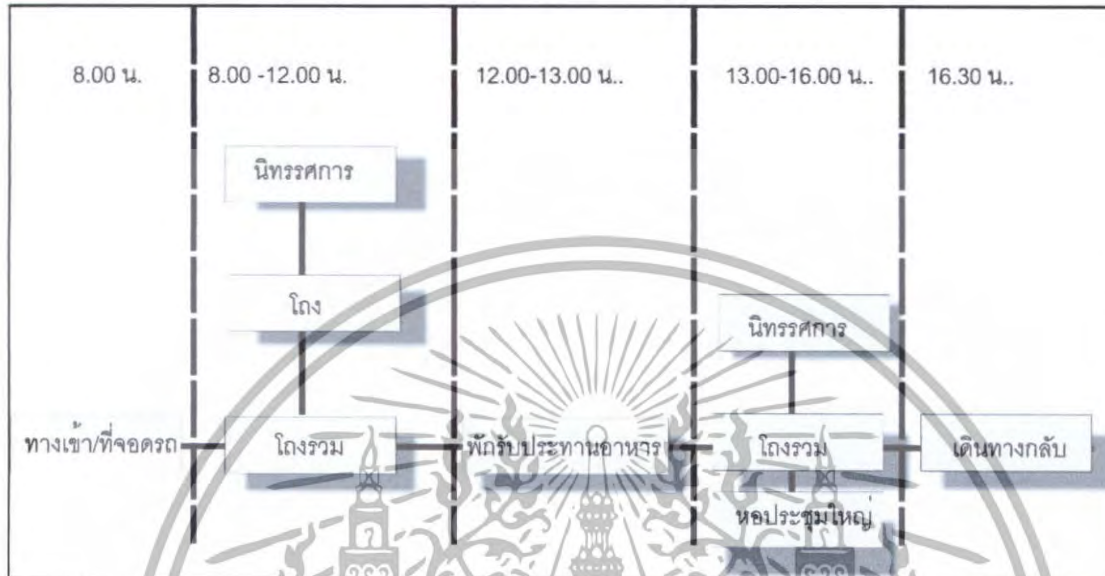 8.00 น.
8.00 -12.00 น.
12.00-13.00 น..
13.00-16.00 น..
16.30 น..
นิทรรศการ
โถง
นิทรรศการ
ทางเข้า/ที่จอดรถ
โถงรวม
พักรับประทานอาหาร
โถงรวม
เดินทางกลับ
หอประชุมใหญ่